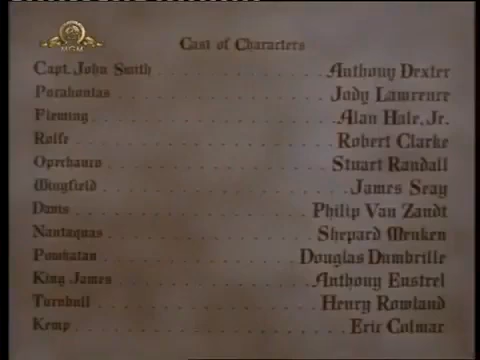 MGM
Cast of Characters
Capt. John Smith . . . . . . . . . . . . . . . Anthony Dexter
Pocahontas . . . . . . . . . . . . . . . . . . Jody Lawrence
Fleming . . . . . . . . . . . . . . . . . . . . Alan Hale, Jr.
Rolfe . . . . . . . . . . . . . . . . . . . . . Robert Clarke
Opechanco . . . . . . . . . . . . . . . . . . Stuart Randall
Wingfield . . . . . . . . . . . . . . . . . . . James Seay
Davis . . . . . . . . . . . . . . . . . . . Philip Van Zandt
Nantaquas . . . . . . . . . . . . . . . . . Shepard Menken
Powhatan . . . . . . . . . . . . . . . . Douglas Dumbrille
King James . . . . . . . . . . . . . . . . Anthony Eustrel
Turnbull . . . . . . . . . . . . . . . . . . Henry Rowland
Kemp . . . . . . . . . . . . . . . . . . . . . Eric Colmar